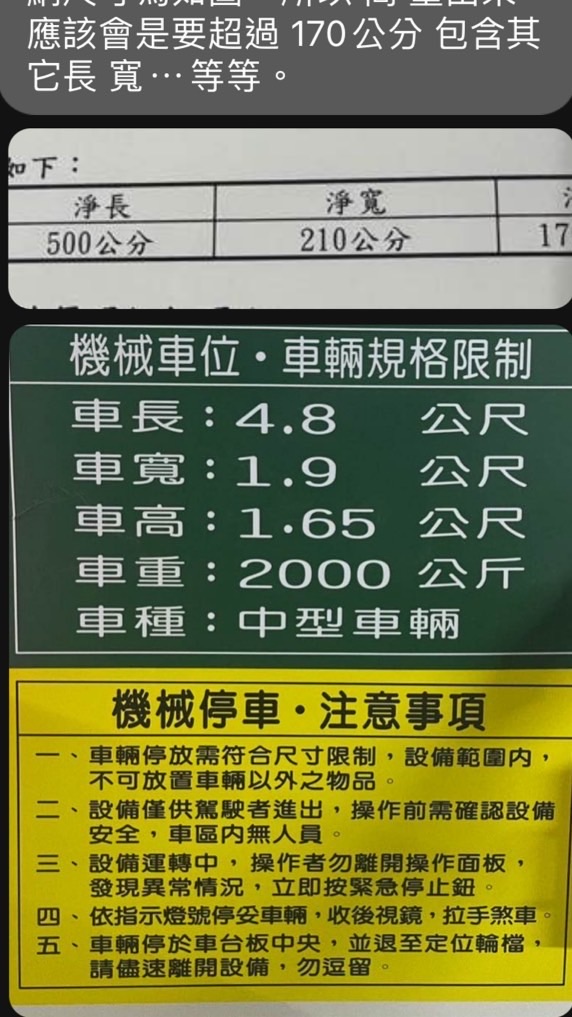 應該會是要超過 170公分 包含其
它長 寬…等等。
如下：
淨長 淨寬
500公分 210公分 17
機械車位・車輛規格限制
車長：4.8 公尺
車寬：1.9 公尺
車高：1.65 公尺
車重：2000 公斤
車種：中型車輛
機械停車・注意事項
一、車輛停放需符合尺寸限制，設備範圍內，
不可放置車輛以外之物品。
二、設備僅供駕駛者進出，操作前需確認設備
安全，車區內無人員。
三、設備運轉中，操作者勿離開操作面板，
發現異常情況，立即按緊急停止鈕。
四、依指示燈號停妥車輛，收後視鏡，拉手煞車。
五、車輛停於車台板中央，並退至定位輪檔，
請儘速離開設備，勿逗留。